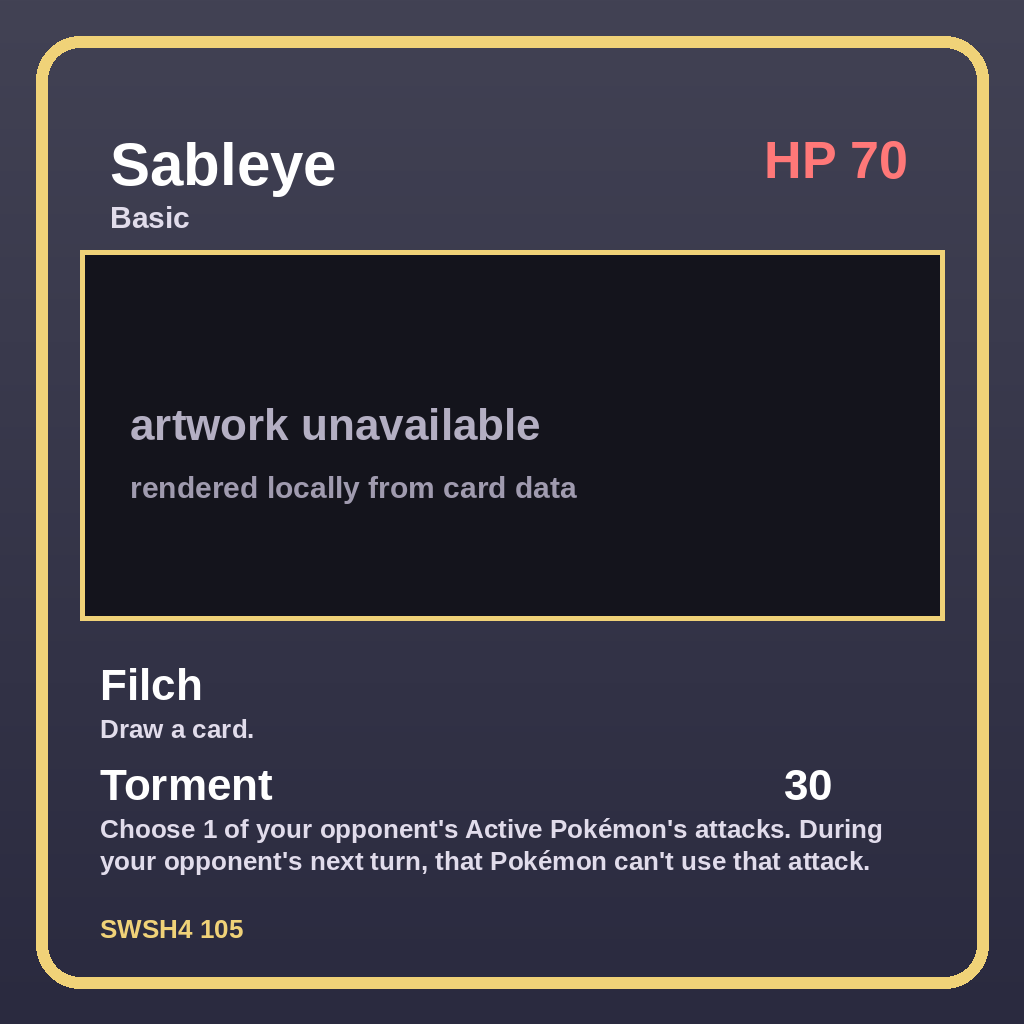 Sableye
HP 70
Basic
artwork unavailable
rendered locally from card data
Filch
Draw a card.
Torment
30
Choose 1 of your opponent's Active Pokémon's attacks. During
your opponent's next turn, that Pokémon can't use that attack.
SWSH4 105